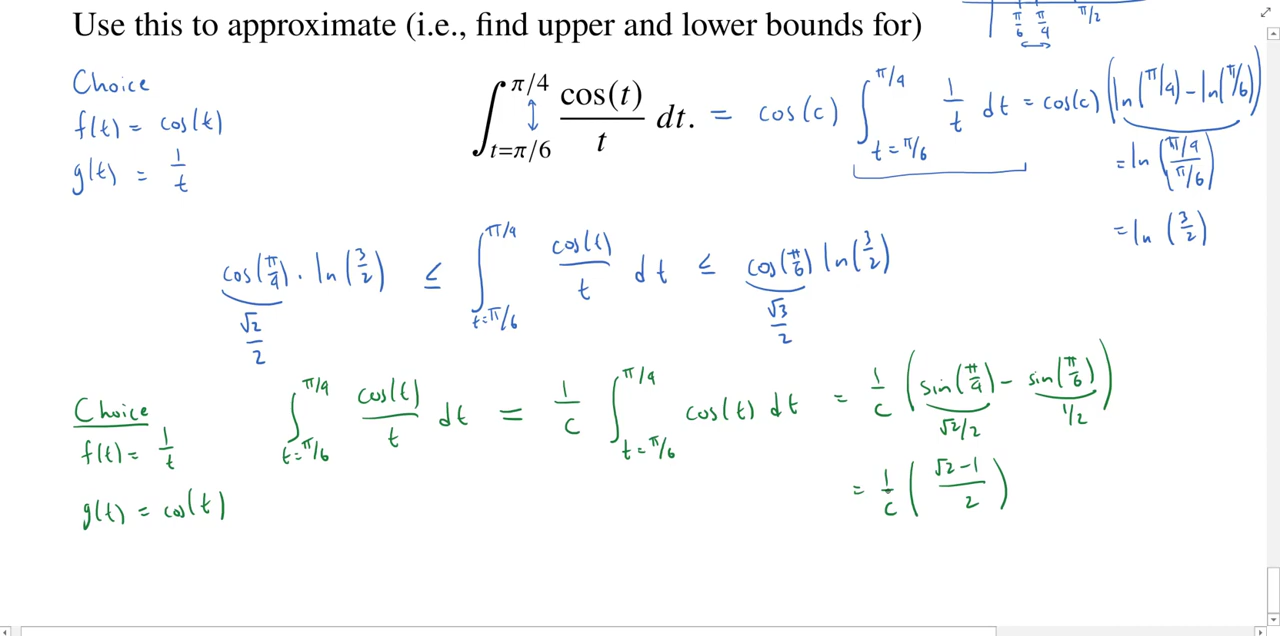 Use this to approximate (i.e., find upper and lower bounds for)
π/6 π/4 π/2
Choice
f(t) = cos(t)
g(t) = 1/t
∫_{t=π/6}^{π/4} cos(t)/t dt. = cos(c) ∫_{t=π/6}^{π/4} 1/t dt = cos(c) (ln(π/4) - ln(π/6))
= ln((π/4)/(π/6))
= ln(3/2)
cos(π/4) · ln(3/2) ≤ ∫_{t=π/6}^{π/4} cos(t)/t dt ≤ cos(π/6) ln(3/2)
√2/2 √3/2
Choice
f(t) = 1/t
g(t) = cos(t)
∫_{t=π/6}^{π/4} cos(t)/t dt = 1/c ∫_{t=π/6}^{π/4} cos(t) dt = 1/c (sin(π/4) - sin(π/6))
√2/2 1/2
= 1/c ((√2-1)/2)